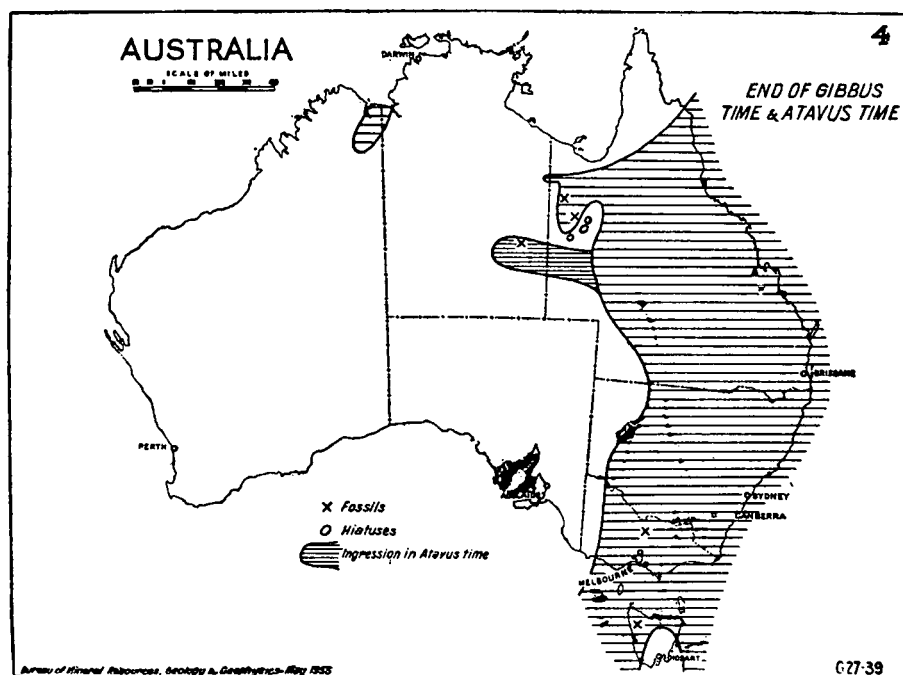 4
AUSTRALIA
SCALE OF MILES
DARWIN
END OF GIBBUS
TIME & ATAVUS TIME
BRISBANE
PERTH
ADELAIDE
SYDNEY
CANBERRA
x Fossils
o Hiatuses
Ingression in Atavus time
MELBOURNE
HOBART
Bureau of Mineral Resources, Geology & Geophysics. May 1955
G27-39